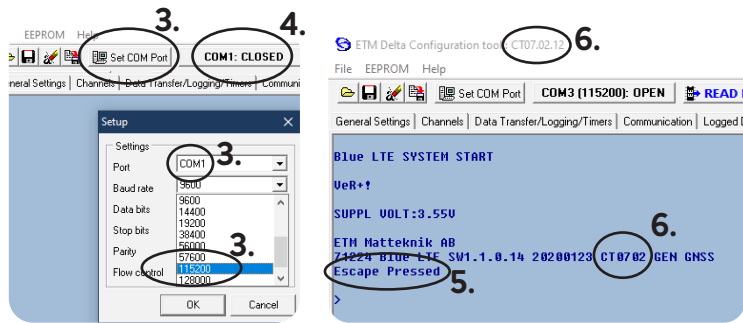 3.
4.
EEPROM Hel
Set COM Port
COM1: CLOSED
neral Settings Channels Data Transfer/Logging/Timers Communi
Setup
Settings
Port COM1
3.
Baud rate 9600
9600
Data bits
14400
19200
Stop bits
38400
56000
Parity
57600
3.
Flow control
115200
128000
OK Cancel
ETM Delta Configuration tool: CT07.02.12
6.
File EEPROM Help
Set COM Port COM3 (115200): OPEN READ
General Settings Channels Data Transfer/Logging/Timers Communication Logged
Blue LTE SYSTEM START
VeR+!
SUPPL VOLT:3.55V
6.
ETM Matteknik AB
71224 Blue LTE SW1.1.0.14 20200123 CT0702 GEN GNSS
Escape Pressed
5.
>